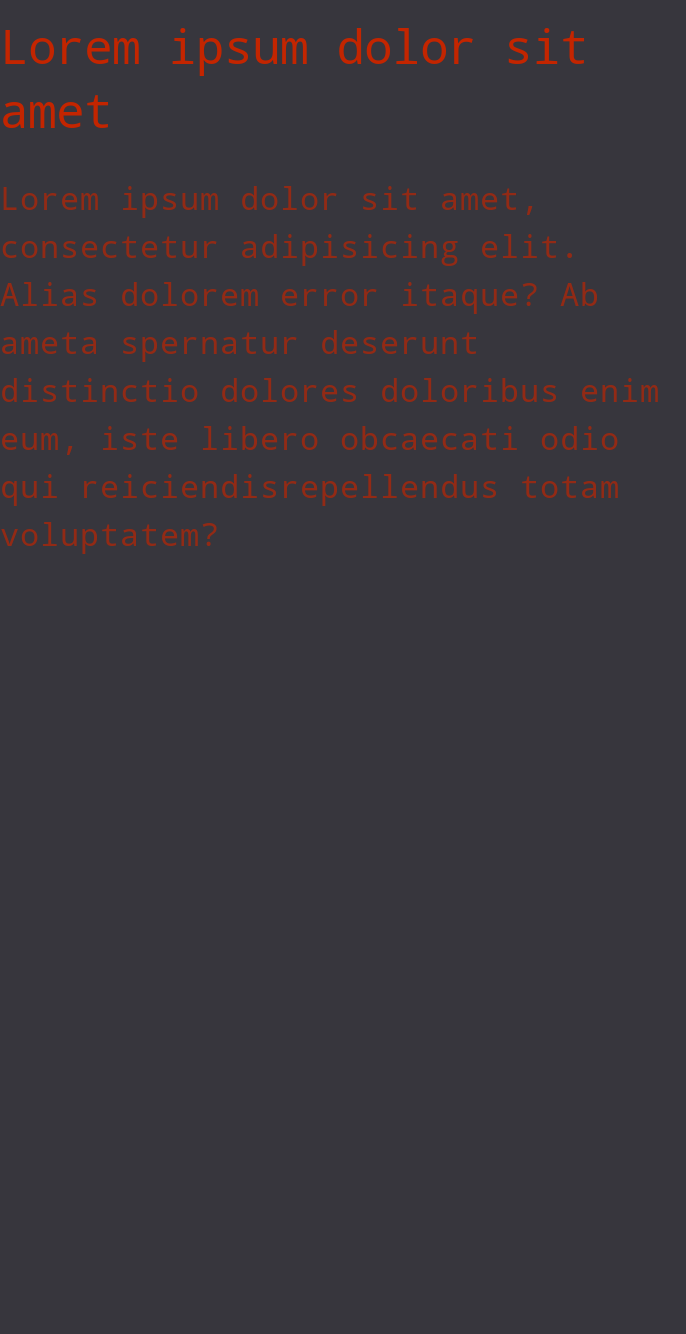 Lorem ipsum dolor sit
amet
Lorem ipsum dolor sit amet,
consectetur adipisicing elit.
Alias dolorem error itaque? Ab
ameta spernatur deserunt
distinctio dolores doloribus enim
eum, iste libero obcaecati odio
qui reiciendisrepellendus totam
voluptatem?